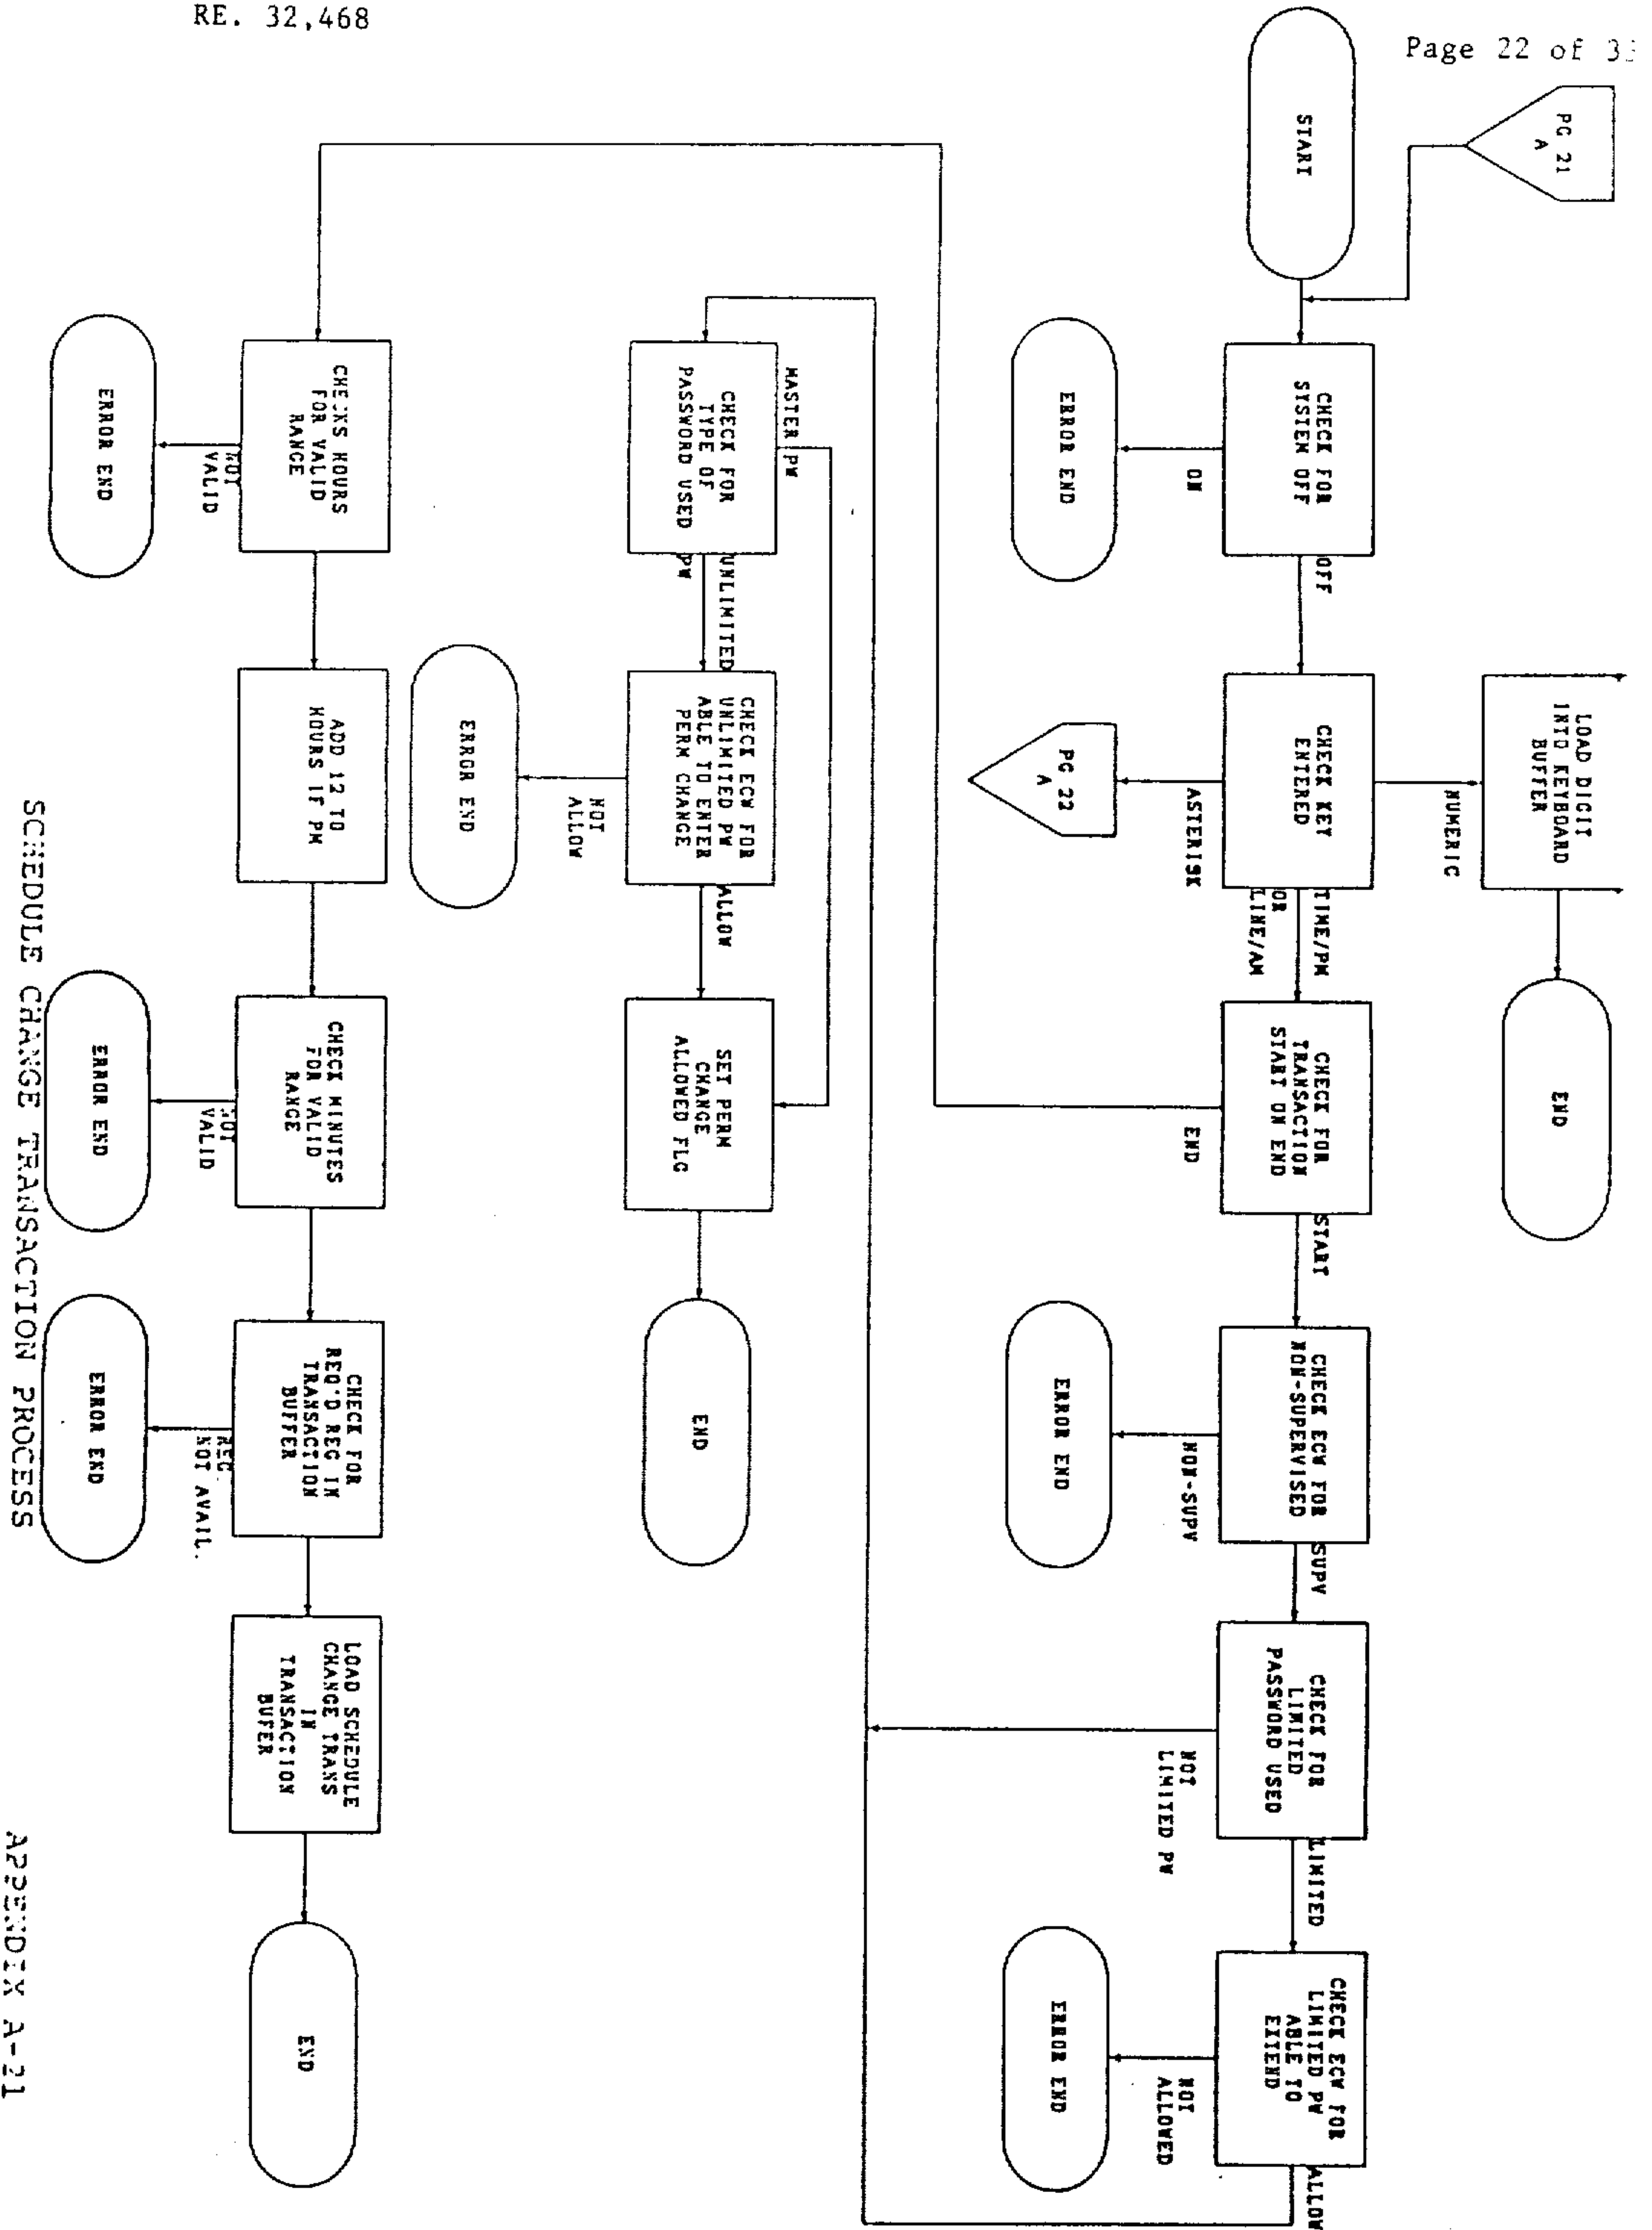 RE. 32,468
Page 22 of 33
PG 21
A
START
CHECK FOR
SYSTEM OFF
OFF
ON
ERROR END
CHECK KEY
ENTERED
NUMERIC
LOAD DIGIT
INTO KEYBOARD
BUFFER
END
ASTERISK
PG 22
A
TIME/PM
OR
LINE/AM
CHECK FOR
TRANSACTION
START OR END
END
START
CHECK ECW FOR
NON-SUPERVISED
NON-SUPV
ERROR END
SUPV
CHECK FOR
LIMITED
PASSWORD USED
NOT
LIMITED PW
LIMITED
CHECK ECW FOR
LIMITED PW
ABLE TO
EXTEND
NOT
ALLOWED
ERROR END
ALLOW
MASTER PW
CHECK FOR
TYPE OF
PASSWORD USED
UNLIMITED
PW
CHECK ECW FOR
UNLIMITED PW
ABLE TO ENTER
PERM CHANGE
NOT
ALLOW
ERROR END
ALLOW
SET PERM
CHANGE
ALLOWED FLG
END
CHECKS HOURS
FOR VALID
RANGE
NOT
VALID
ERROR END
ADD 12 TO
HOURS IF PM
CHECK MINUTES
FOR VALID
RANGE
NOT
VALID
ERROR END
CHECK FOR
REQ'D REG IN
TRANSACTION
BUFFER
REG.
NOT AVAIL.
ERROR END
LOAD SCHEDULE
CHANGE TRANS
IN
TRANSACTION
BUFER
END
SCHEDULE CHANGE TRANSACTION PROCESS
APPENDIX A-21